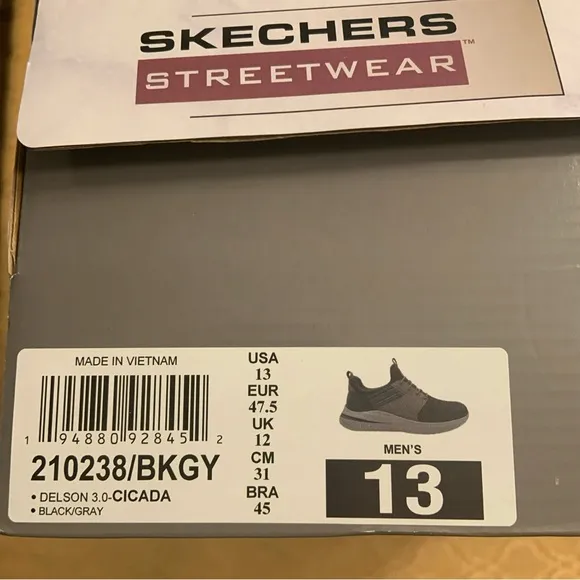 SKECHERS
STREETWEAR™
MADE IN VIETNAM
1 94880 92845 2
210238/BKGY
• DELSON 3.0-CICADA
• BLACK/GRAY
USA
13
EUR
47.5
UK
12
CM
31
BRA
45
MEN'S
13